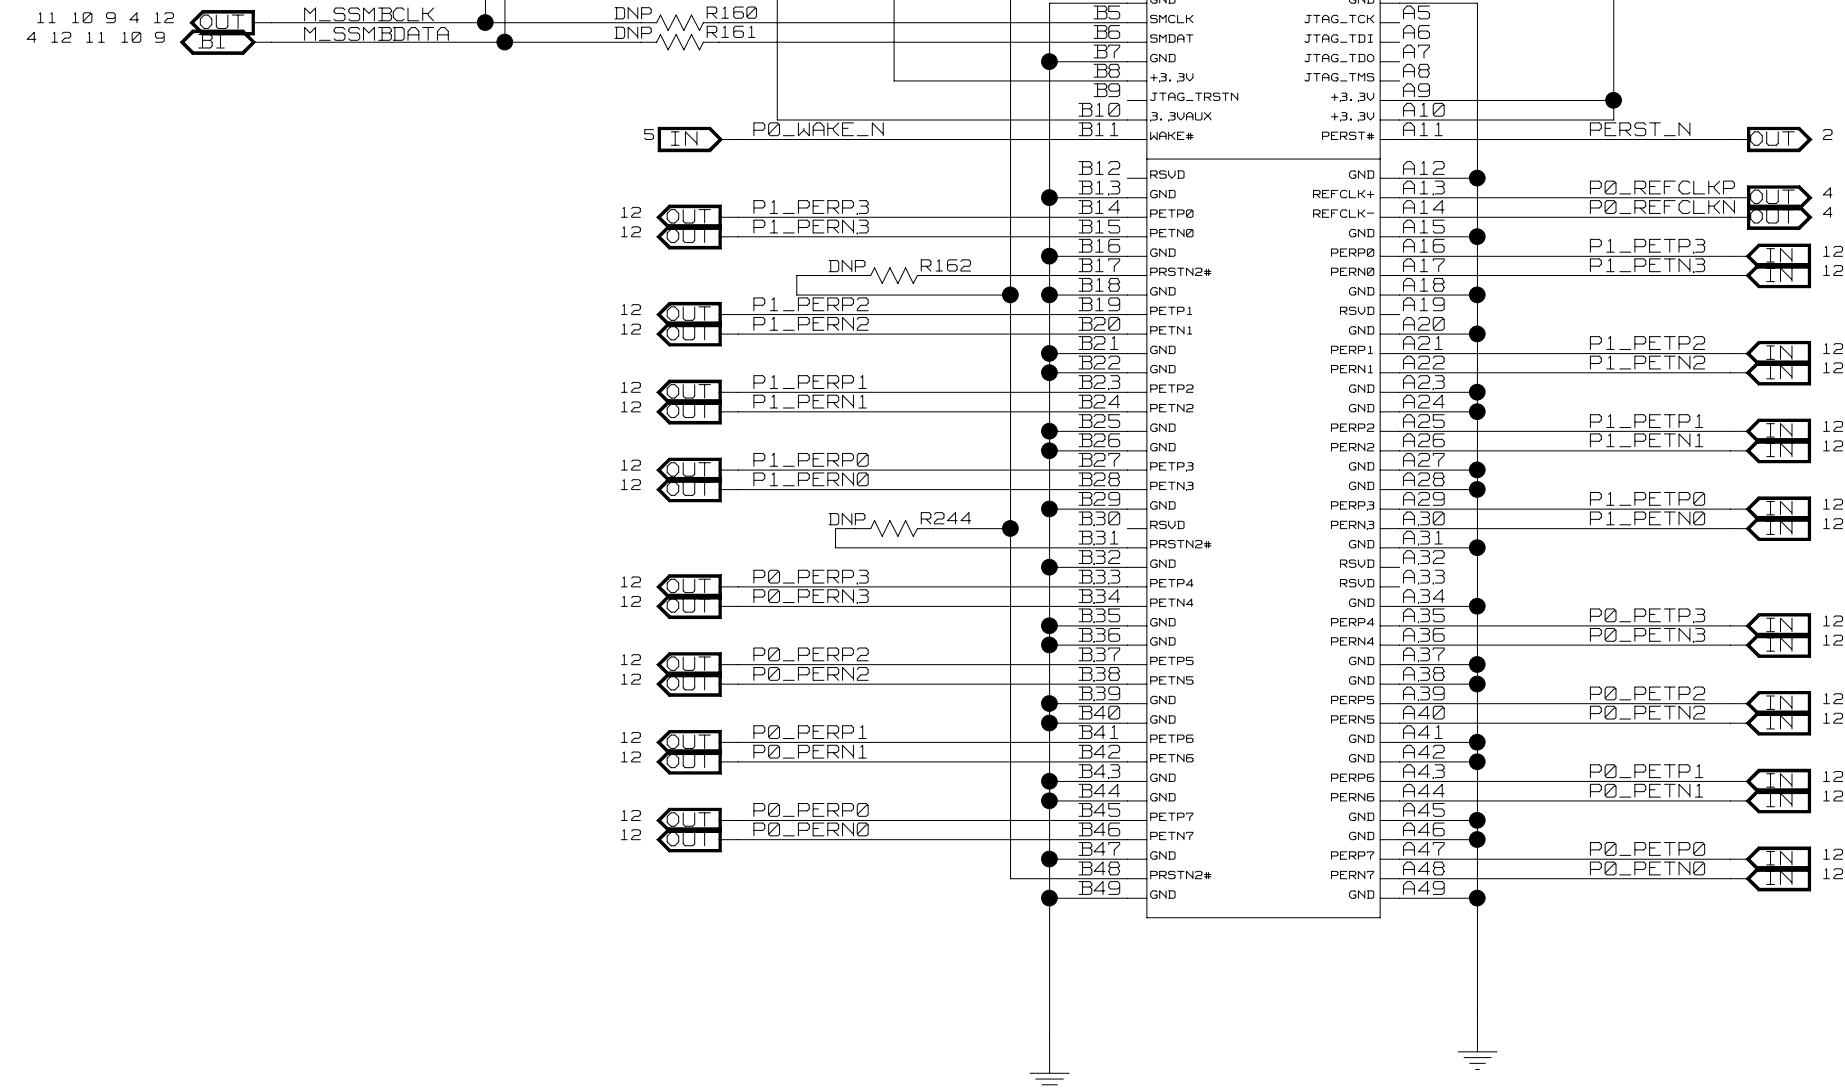 GND GND
11 10 9 4 12 OUT M_SSMBCLK DNP R160 B5 SMCLK JTAG_TCK A5
4 12 11 10 9 BI M_SSMBDATA DNP R161 B6 SMDAT JTAG_TDI A6
B7 GND JTAG_TDO A7
B8 +3.3V JTAG_TMS A8
B9 JTAG_TRSTN +3.3V A9
B10 3.3VAUX +3.3V A10
5 IN P0_WAKE_N B11 WAKE# PERST# A11 PERST_N OUT 2
B12 RSVD GND A12
B13 GND REFCLK+ A13 P0_REFCLKP OUT 4
12 OUT P1_PERP3 B14 PETP0 REFCLK- A14 P0_REFCLKN OUT 4
12 OUT P1_PERN3 B15 PETN0 GND A15
B16 GND PERP0 A16 P1_PETP3 IN 12
DNP R162 B17 PRSTN2# PERN0 A17 P1_PETN3 IN 12
B18 GND GND A18
12 OUT P1_PERP2 B19 PETP1 RSVD A19
12 OUT P1_PERN2 B20 PETN1 GND A20
B21 GND PERP1 A21 P1_PETP2 IN 12
B22 GND PERN1 A22 P1_PETN2 IN 12
12 OUT P1_PERP1 B23 PETP2 GND A23
12 OUT P1_PERN1 B24 PETN2 GND A24
B25 GND PERP2 A25 P1_PETP1 IN 12
B26 GND PERN2 A26 P1_PETN1 IN 12
12 OUT P1_PERP0 B27 PETP3 GND A27
12 OUT P1_PERN0 B28 PETN3 GND A28
B29 GND PERP3 A29 P1_PETP0 IN 12
DNP R244 B30 RSVD PERN3 A30 P1_PETN0 IN 12
B31 PRSTN2# GND A31
B32 GND RSVD A32
12 OUT P0_PERP3 B33 PETP4 RSVD A33
12 OUT P0_PERN3 B34 PETN4 GND A34
B35 GND PERP4 A35 P0_PETP3 IN 12
B36 GND PERN4 A36 P0_PETN3 IN 12
12 OUT P0_PERP2 B37 PETP5 GND A37
12 OUT P0_PERN2 B38 PETN5 GND A38
B39 GND PERP5 A39 P0_PETP2 IN 12
B40 GND PERN5 A40 P0_PETN2 IN 12
12 OUT P0_PERP1 B41 PETP6 GND A41
12 OUT P0_PERN1 B42 PETN6 GND A42
B43 GND PERP6 A43 P0_PETP1 IN 12
B44 GND PERN6 A44 P0_PETN1 IN 12
12 OUT P0_PERP0 B45 PETP7 GND A45
12 OUT P0_PERN0 B46 PETN7 GND A46
B47 GND PERP7 A47 P0_PETP0 IN 12
B48 PRSTN2# PERN7 A48 P0_PETN0 IN 12
B49 GND GND A49